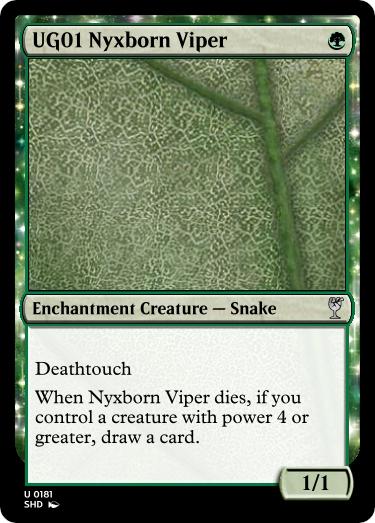 UG01 Nyxborn Viper
Enchantment Creature — Snake
Deathtouch
When Nyxborn Viper dies, if you
control a creature with power 4 or
greater, draw a card.
1/1
U 0181
SHD